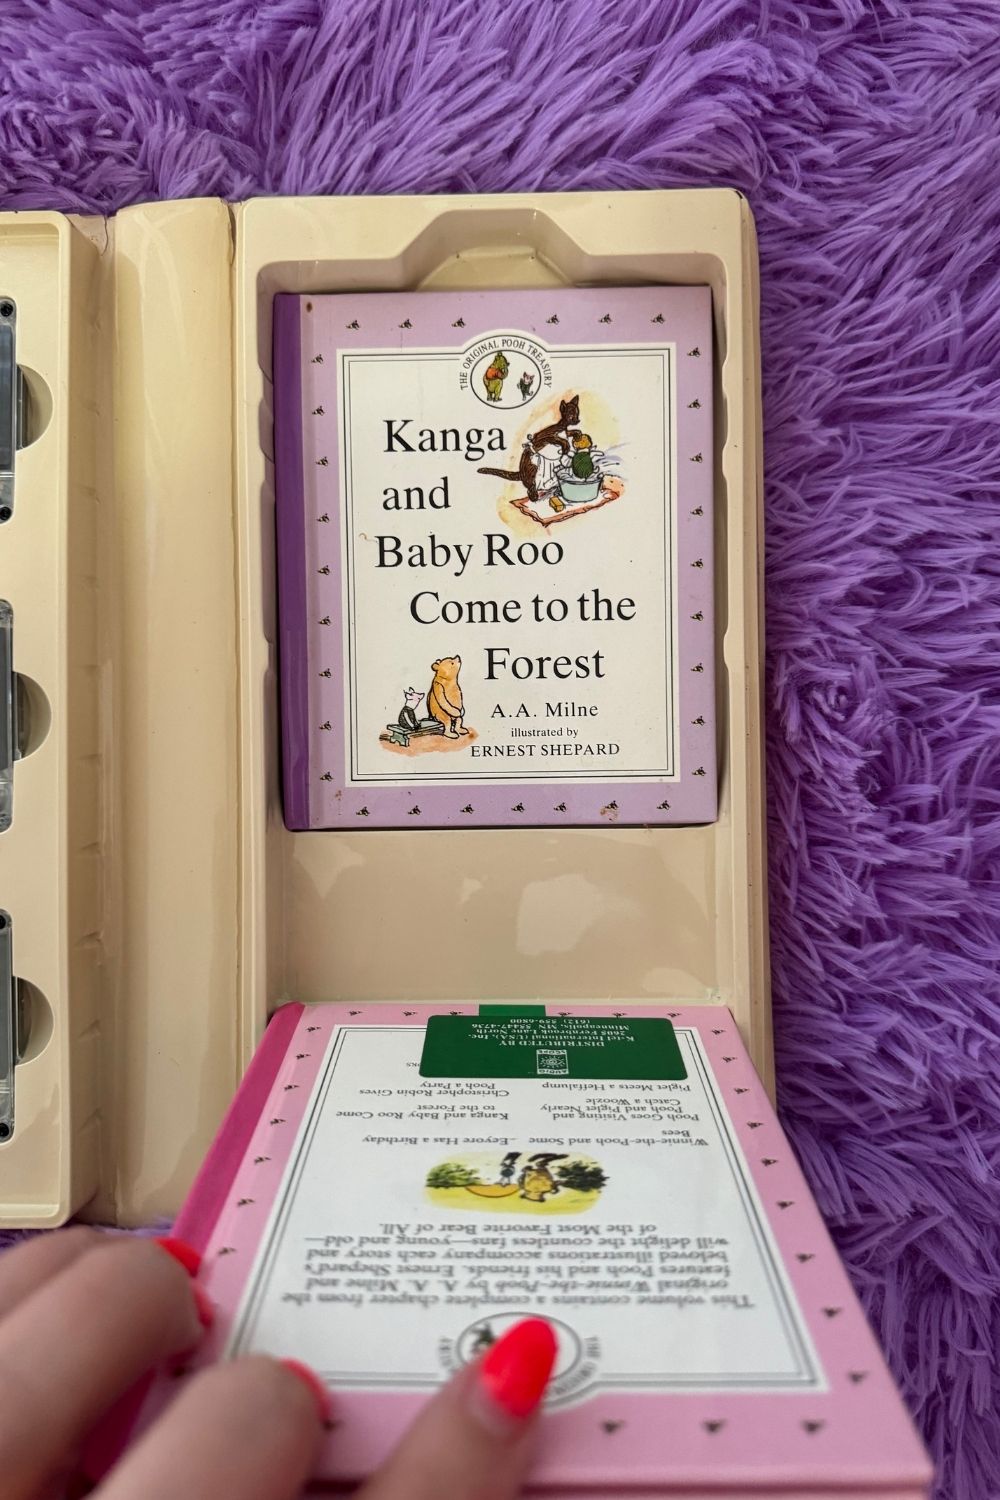 THE ORIGINAL POOH TREASURY
Kanga
and
Baby Roo
Come to the
Forest
A.A. Milne
illustrated by
ERNEST SHEPARD
This volume contains a complete chapter from the
original Winnie-the-Pooh by A. A. Milne and
features Pooh and his friends. Ernest Shepard's
beloved illustrations accompany each story and
will delight the countless fans—young and old—
of the Most Favorite Bear of All.
Winnie-the-Pooh and Some
Bees
Pooh Goes Visiting and
Pooh and Piglet Nearly
Catch a Woozle
Piglet Meets a Heffalump
Eeyore Has a Birthday
Kanga and Baby Roo Come
to the Forest
Christopher Robin Gives
Pooh a Party
AUDIO
DISTRIBUTED BY
K-tel International (USA), Inc.
2605 Fernbrook Lane North
Minneapolis, MN 55447-4736
(612) 559-6800